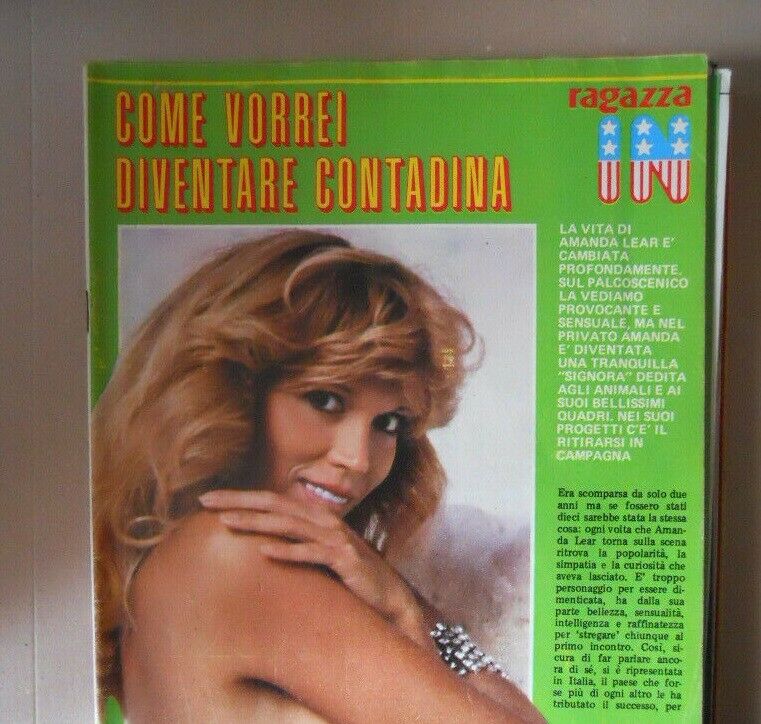 COME VORREI
DIVENTARE CONTADINA
ragazza
IN
LA VITA DI
AMANDA LEAR E'
CAMBIATA
PROFONDAMENTE,
SUL PALCOSCENICO
LA VEDIAMO
PROVOCANTE E
SENSUALE, MA NEL
PRIVATO AMANDA
E' DIVENTATA
UNA TRANQUILLA
"SIGNORA" DEDITA
AGLI ANIMALI E AI
SUOI BELLISSIMI
QUADRI. NEI SUOI
PROGETTI C'E' IL
RITIRARSI IN
CAMPAGNA
Era scomparsa da solo due
anni ma se fossero stati
dieci sarebbe stata la stessa
cosa: ogni volta che Aman-
da Lear torna sulla scena
ritrova la popolarità, la
simpatia e la curiosità che
aveva lasciato. E' troppo
personaggio per essere di-
menticata, ha dalla sua
parte bellezza, sensualità,
intelligenza e raffinatezza
per 'stregare' chiunque al
primo incontro. Così, si-
cura di far parlare anco-
ra di sé, si è ripresentata
in Italia, il paese che for-
se più di ogni altro le ha
tributato il successo, per